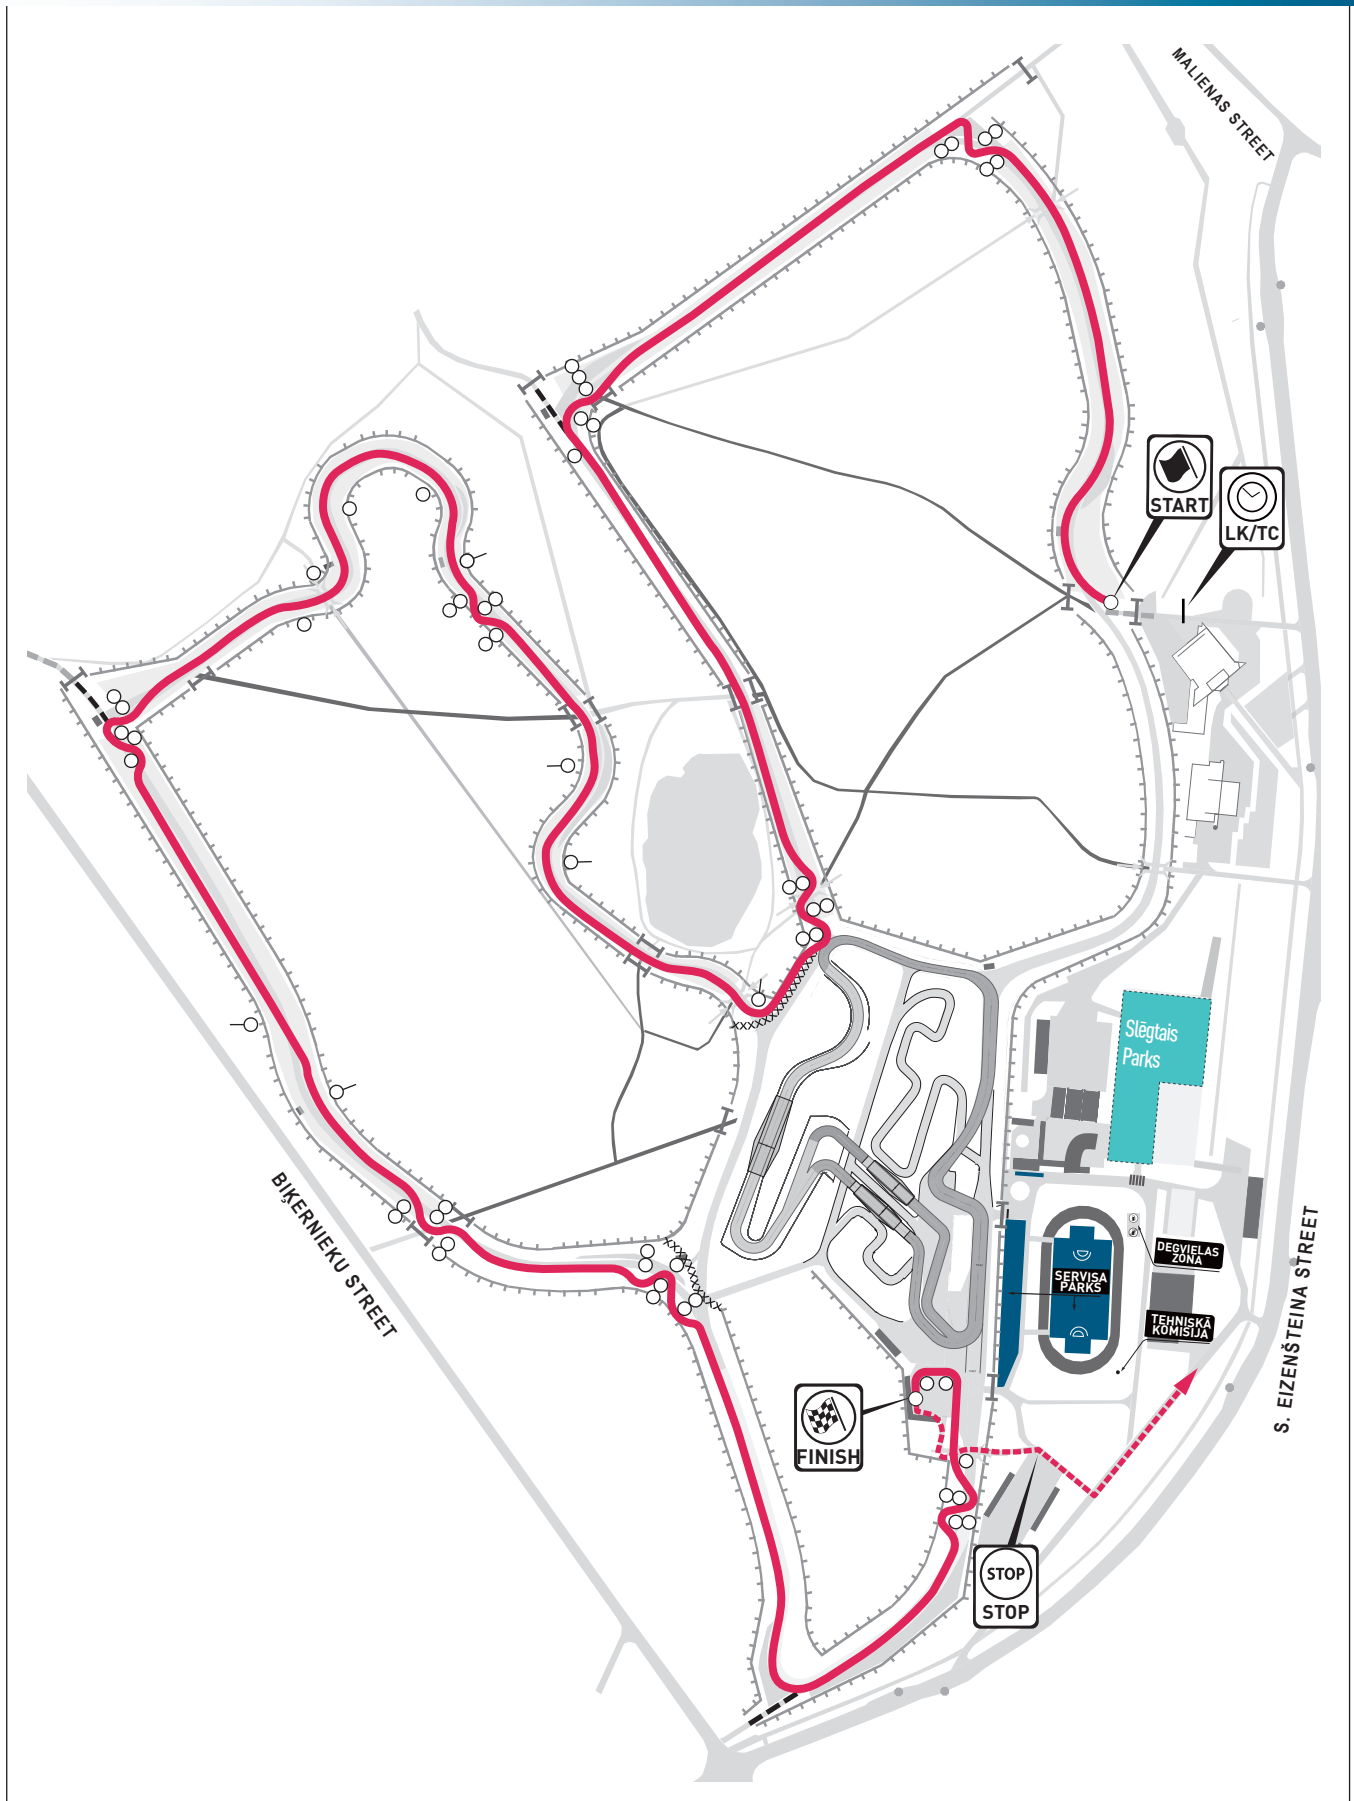 MALIENAS STREET
START
LK/TC
Slēgtais
Parks
BIĶERNIEKU STREET
DEGVIELAS
ZONA
SERVISA
PARKS
TEHNISKĀ
KOMISIJA
S. EIZENŠTEINA STREET
FINISH
STOP
STOP